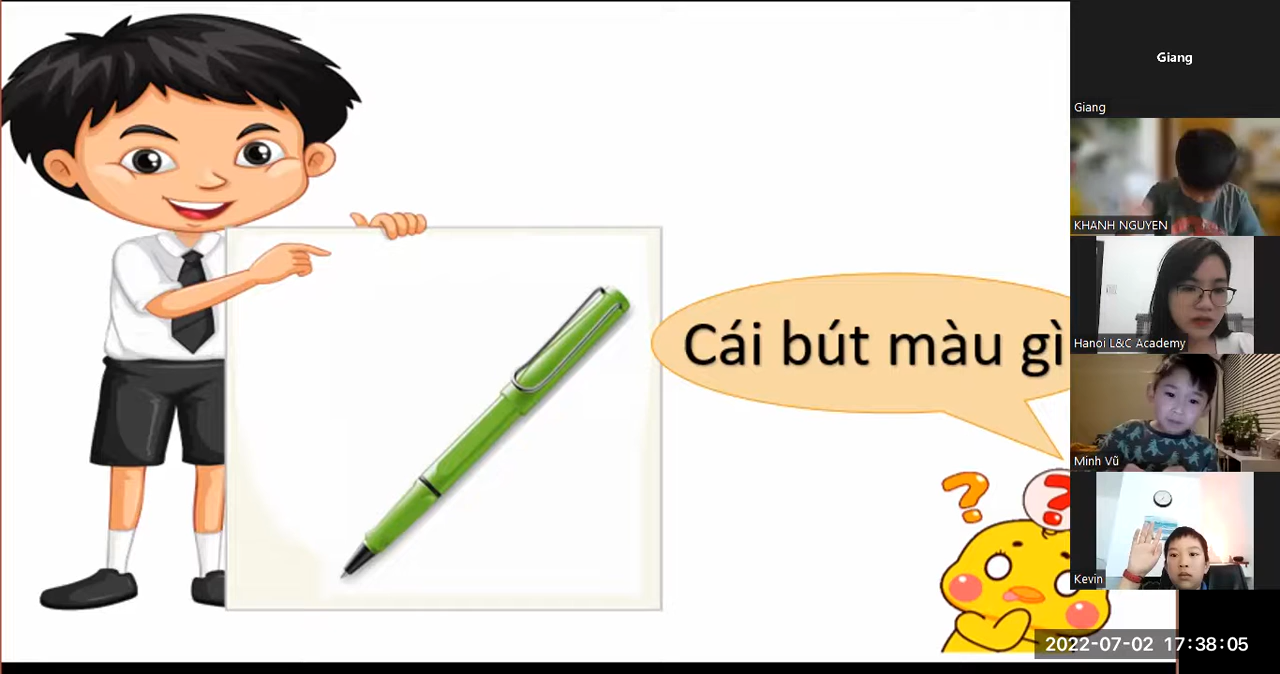 Cái bút màu gì
Giang
Giang
KHANH NGUYEN
Hanoi L&C Academy
Minh Vũ
Kevin
2022-07-02 17:38:05